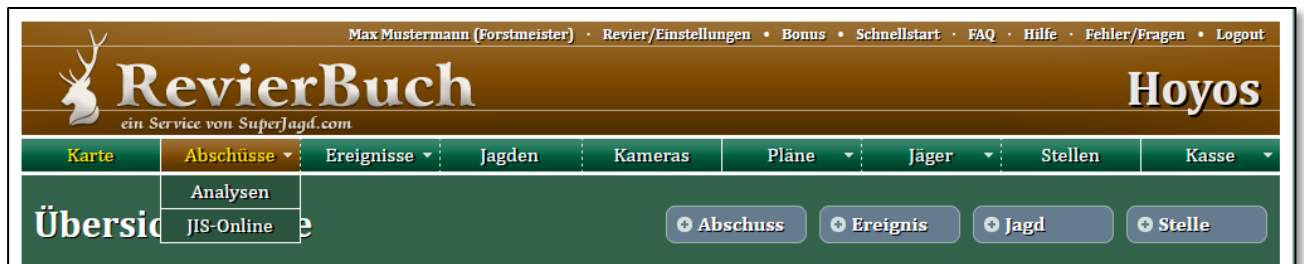 Max Mustermann (Forstmeister) · Revier/Einstellungen • Bonus • Schnellstart · FAQ · Hilfe · Fehler/Fragen • Logout
RevierBuch
Hoyos
ein Service von SuperJagd.com
Karte Abschüsse Ereignisse Jagden Kameras Pläne Jäger Stellen Kasse
Analysen
JIS-Online
Abschuss Ereignis Jagd Stelle